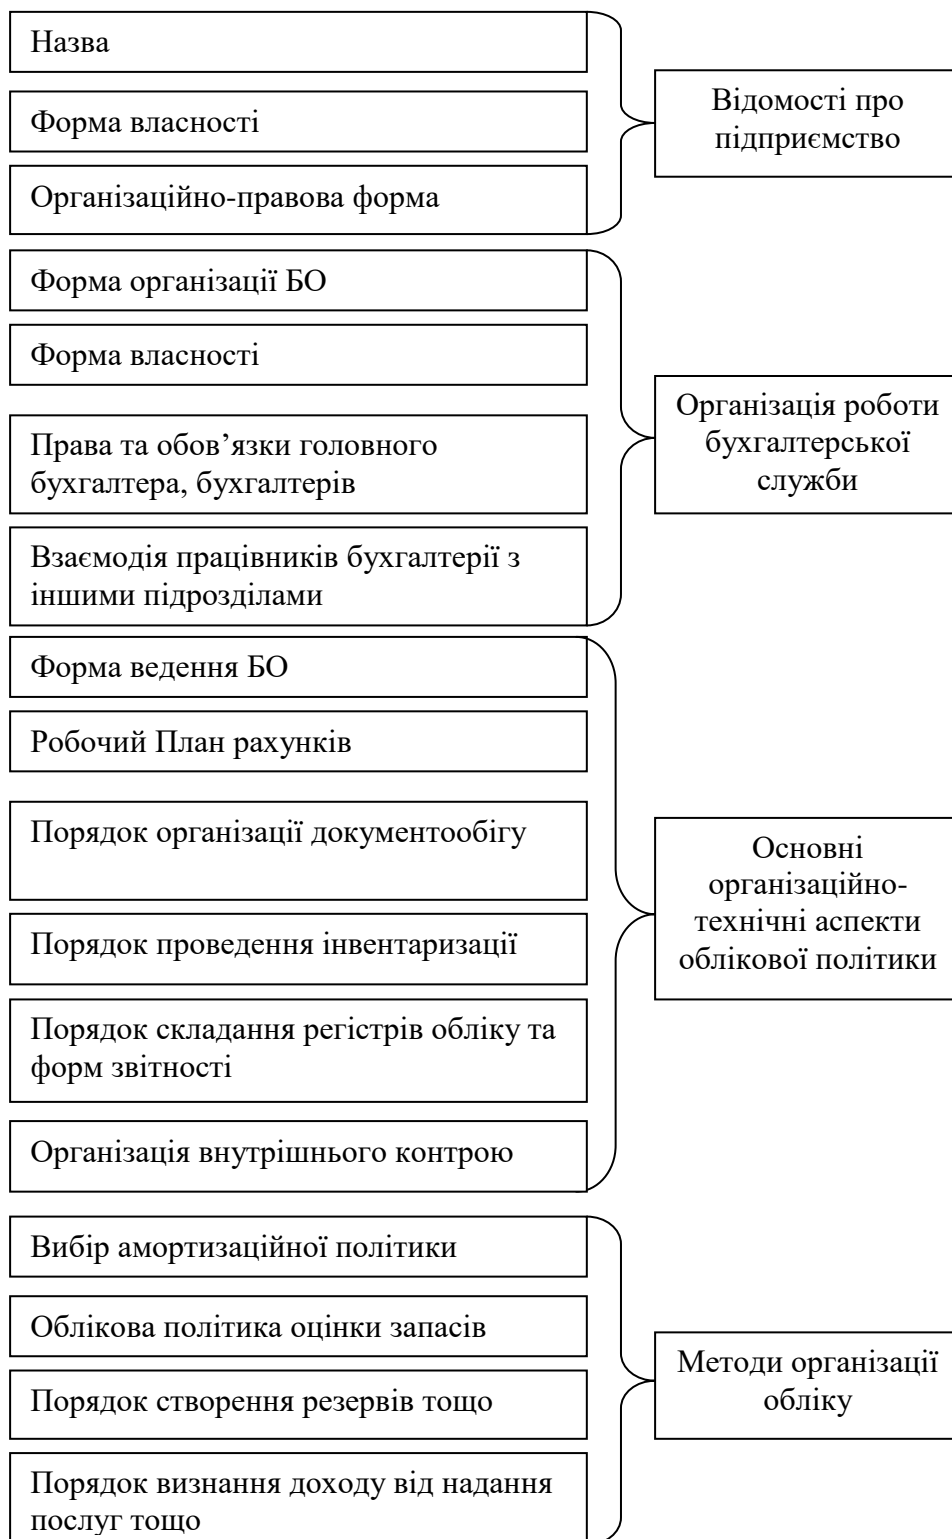 Назва
Форма власності
Організаційно-правова форма
Відомості про
підприємство
Форма організації БО
Форма власності
Права та обов’язки головного
бухгалтера, бухгалтерів
Взаємодія працівників бухгалтерії з
іншими підрозділами
Організація роботи
бухгалтерської
служби
Форма ведення БО
Робочий План рахунків
Порядок організації документообігу
Порядок проведення інвентаризації
Порядок складання регістрів обліку та
форм звітності
Організація внутрішнього контрою
Основні
організаційно-
технічні аспекти
облікової політики
Вибір амортизаційної політики
Облікова політика оцінки запасів
Порядок створення резервів тощо
Порядок визнання доходу від надання
послуг тощо
Методи організації
обліку